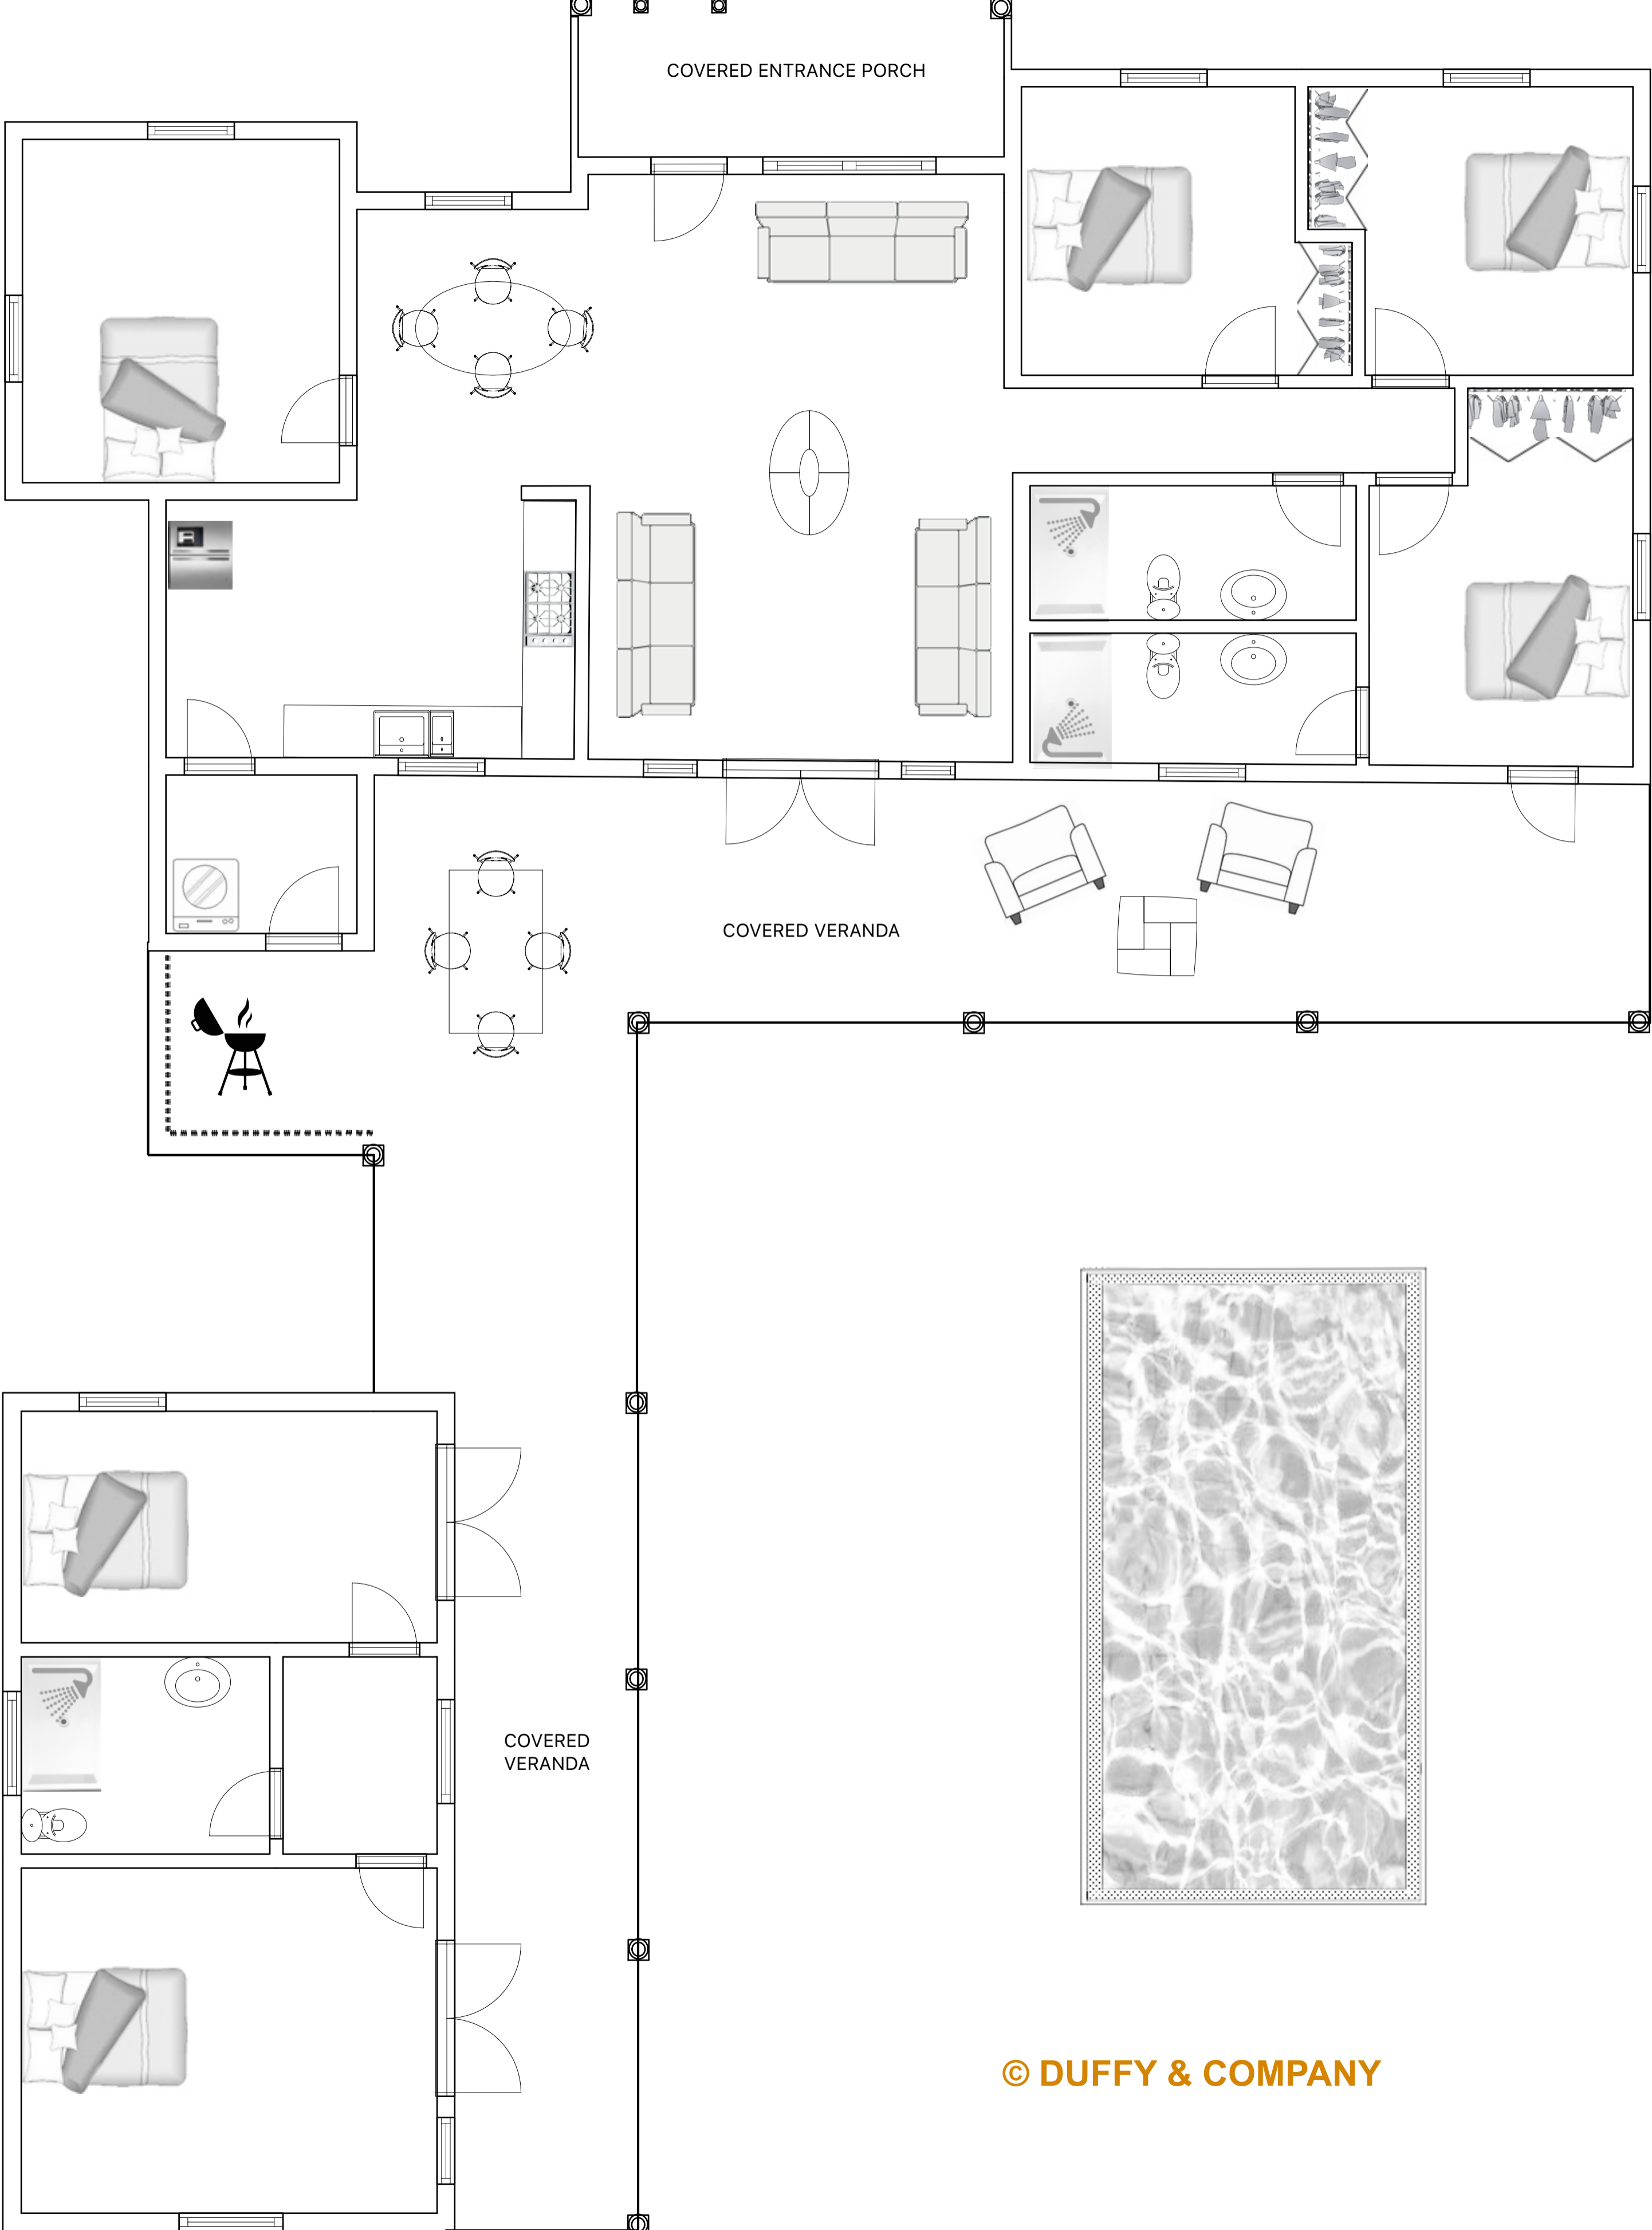 COVERED ENTRANCE PORCH
COVERED VERANDA
COVERED
VERANDA
© DUFFY & COMPANY